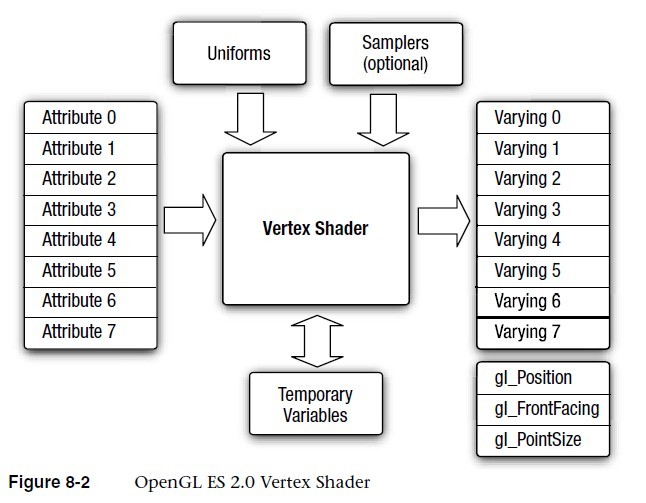 Uniforms
Samplers
(optional)
Attribute 0
Attribute 1
Attribute 2
Attribute 3
Attribute 4
Attribute 5
Attribute 6
Attribute 7
Vertex Shader
Varying 0
Varying 1
Varying 2
Varying 3
Varying 4
Varying 5
Varying 6
Varying 7
Temporary
Variables
gl_Position
gl_FrontFacing
gl_PointSize
Figure 8-2 OpenGL ES 2.0 Vertex Shader